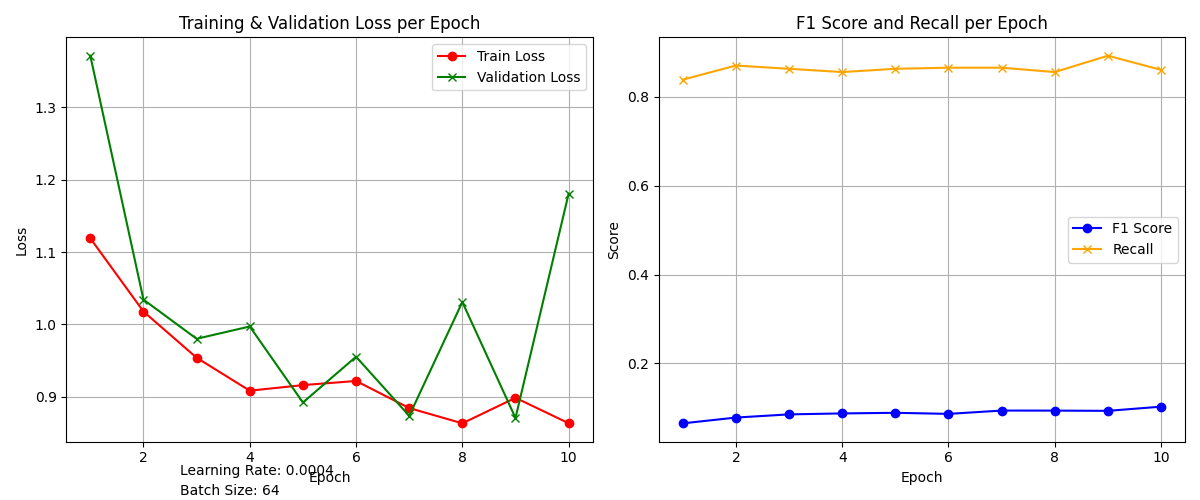 Training & Validation Loss per Epoch
Train Loss
Validation Loss
Loss
1.3
1.2
1.1
1.0
0.9
2 4 6 8 10
Epoch
Learning Rate: 0.0004
Batch Size: 64
F1 Score and Recall per Epoch
F1 Score
Recall
Score
0.8
0.6
0.4
0.2
2 4 6 8 10
Epoch